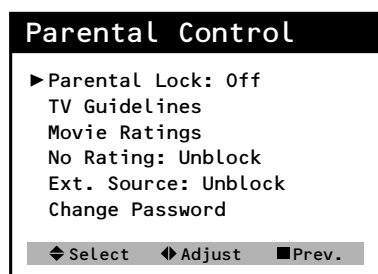 Parental Control
▶Parental Lock: Off
TV Guidelines
Movie Ratings
No Rating: Unblock
Ext. Source: Unblock
Change Password
◆Select ◆Adjust ■Prev.